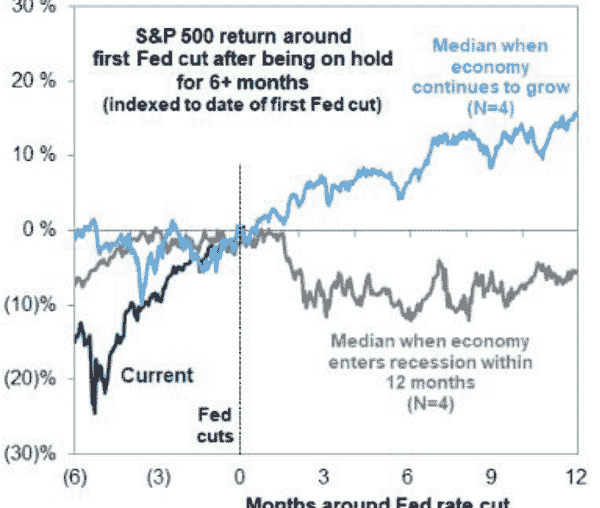 30 %
S&P 500 return around
first Fed cut after being on hold
for 6+ months
(indexed to date of first Fed cut)
Median when
economy
continues to grow
(N=4)
20 %
10 %
0 %
(10)%
(20)%
(30)%
Current
Fed
cuts
Median when economy
enters recession within
12 months
(N=4)
(6) (3) 0 3 6 9 12
Months around Fed rate cut